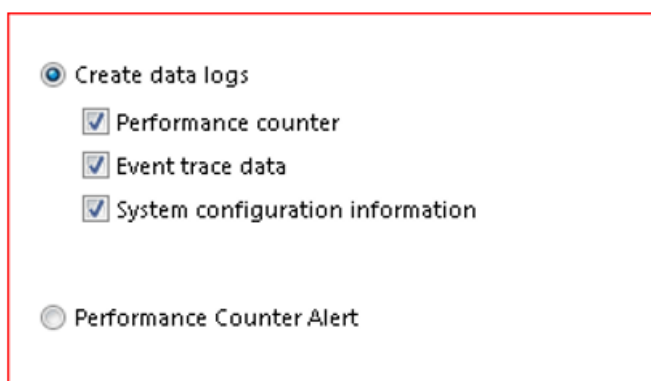 Create data logs
Performance counter
Event trace data
System configuration information
Performance Counter Alert